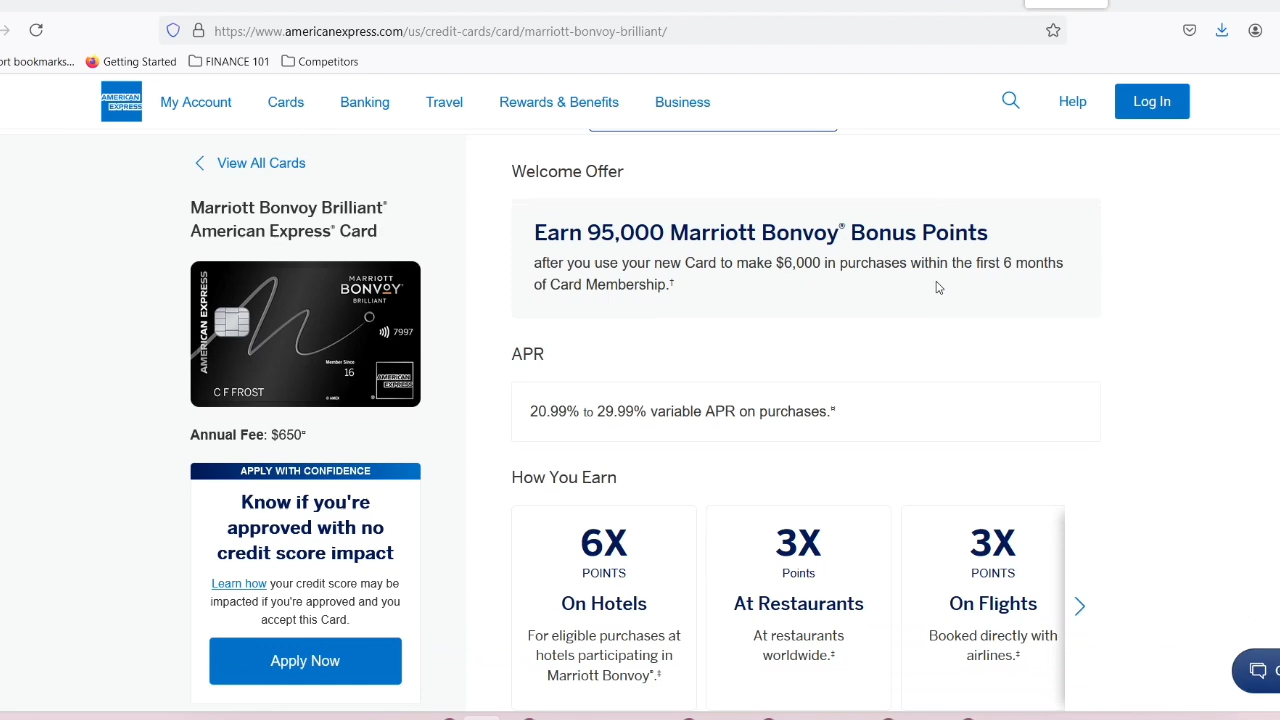 https://www.americanexpress.com/us/credit-cards/card/marriott-bonvoy-brilliant/
ort bookmarks... Getting Started FINANCE 101 Competitors
AMERICAN EXPRESS My Account Cards Banking Travel Rewards & Benefits Business Help Log In
View All Cards
Marriott Bonvoy Brilliant®
American Express® Card
AMERICAN EXPRESS
MARRIOTT
BONVOY®
BRILLIANT
7997
Member Since
16
AMERICAN
EXPRESS
C F FROST
® AMEX
Annual Fee: $650¤
APPLY WITH CONFIDENCE
Know if you're
approved with no
credit score impact
Learn how your credit score may be
impacted if you're approved and you
accept this Card.
Apply Now
Welcome Offer
Earn 95,000 Marriott Bonvoy® Bonus Points
after you use your new Card to make $6,000 in purchases within the first 6 months
of Card Membership.†
APR
20.99% to 29.99% variable APR on purchases.¤
How You Earn
6X
POINTS
On Hotels
For eligible purchases at
hotels participating in
Marriott Bonvoy®.‡
3X
Points
At Restaurants
At restaurants
worldwide.‡
3X
POINTS
On Flights
Booked directly with
airlines.‡